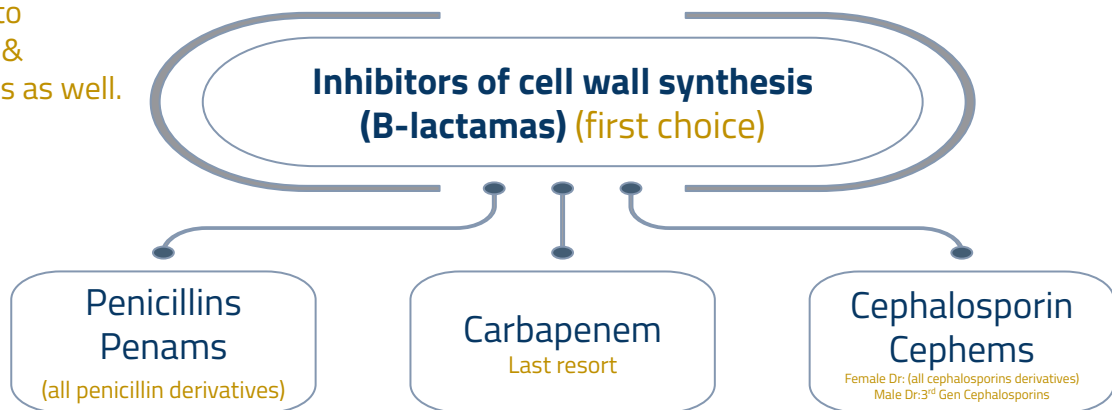 to
&
s as well.
Inhibitors of cell wall synthesis
(B-lactamas) (first choice)
Penicillins
Penams
(all penicillin derivatives)
Carbapenem
Last resort
Cephalosporin
Cephems
Female Dr: (all cephalosporins derivatives)
Male Dr:3rd Gen Cephalosporins